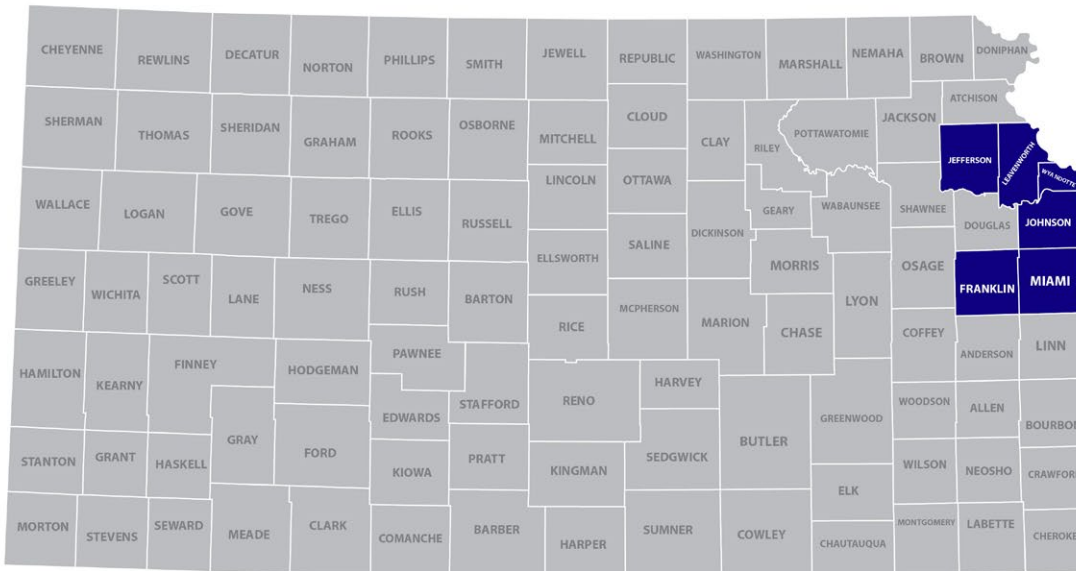 CHEYENNE
REWLINS
DECATUR
NORTON
PHILLIPS
SMITH
JEWELL
REPUBLIC
WASHINGTON
MARSHALL
NEMAHA
BROWN
DONIPHAN
SHERMAN
THOMAS
SHERIDAN
GRAHAM
ROOKS
OSBORNE
MITCHELL
CLOUD
CLAY
RILEY
POTTAWATOMIE
JACKSON
ATCHISON
JEFFERSON
LEAVENWORTH
WYANDOTTE
LINCOLN
OTTAWA
WALLACE
LOGAN
GOVE
TREGO
ELLIS
RUSSELL
ELLSWORTH
SALINE
DICKINSON
GEARY
WABAUNSEE
SHAWNEE
DOUGLAS
JOHNSON
GREELEY
WICHITA
SCOTT
LANE
NESS
RUSH
BARTON
RICE
MCPHERSON
MARION
MORRIS
CHASE
LYON
OSAGE
FRANKLIN
MIAMI
HAMILTON
KEARNY
FINNEY
HODGEMAN
PAWNEE
EDWARDS
STAFFORD
RENO
HARVEY
SEDGWICK
BUTLER
GREENWOOD
COFFEY
ANDERSON
LINN
WOODSON
ALLEN
BOURBON
STANTON
GRANT
HASKELL
GRAY
FORD
KIOWA
PRATT
KINGMAN
ELK
WILSON
NEOSHO
CRAWFORD
MORTON
STEVENS
SEWARD
MEADE
CLARK
COMANCHE
BARBER
HARPER
SUMNER
COWLEY
CHAUTAUQUA
MONTGOMERY
LABETTE
CHEROKE